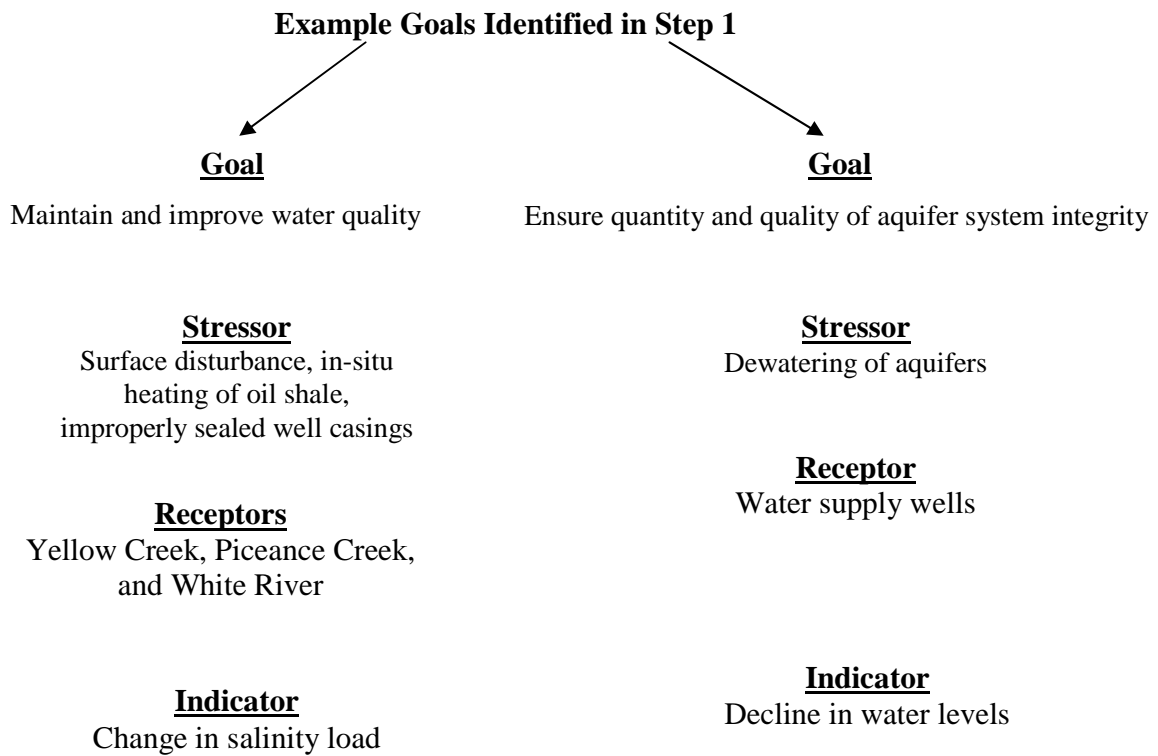 Example Goals Identified in Step 1
Goal
Maintain and improve water quality
Stressor
Surface disturbance, in-situ
heating of oil shale,
improperly sealed well casings
Receptors
Yellow Creek, Piceance Creek,
and White River
Indicator
Change in salinity load
Goal
Ensure quantity and quality of aquifer system integrity
Stressor
Dewatering of aquifers
Receptor
Water supply wells
Indicator
Decline in water levels